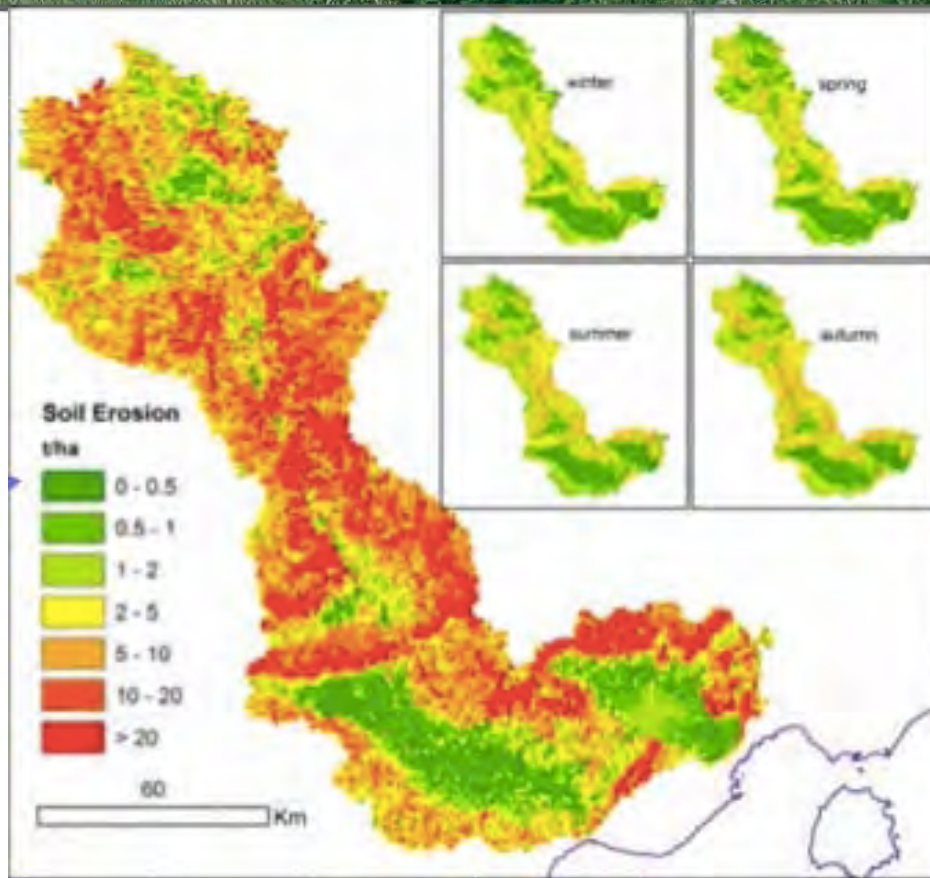 winter
spring
summer
autumn
Soil Erosion
t/ha
0 - 0.5
0.5 - 1
1 - 2
2 - 5
5 - 10
10 - 20
> 20
60
Km